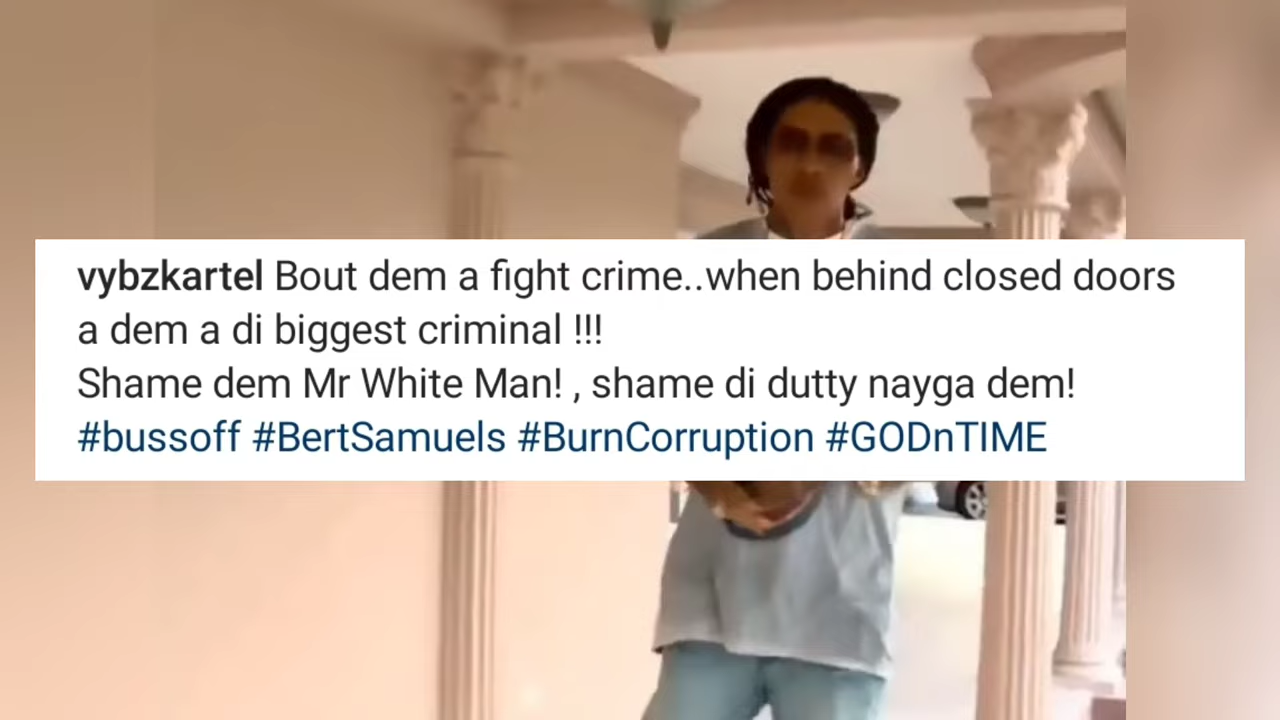 vybzkartel Bout dem a fight crime..when behind closed doors
a dem a di biggest criminal !!!
Shame dem Mr White Man! , shame di dutty nayga dem!
#bussoff #BertSamuels #BurnCorruption #GODnTIME